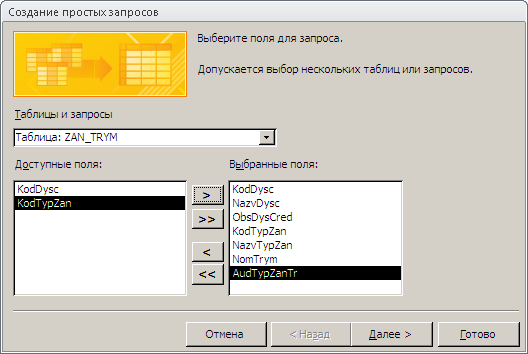 Создание простых запросов
Выберите поля для запроса.
Допускается выбор нескольких таблиц или запросов.
Таблицы и запросы
Таблица: ZAN_TRYM
Доступные поля:
Выбранные поля:
KodDysc
KodTypZan
>
>>
<
<<
KodDysc
NazvDysc
ObsDysCred
KodTypZan
NazvTypZan
NomTrym
AudTypZanTr
Отмена
< Назад
Далее >
Готово